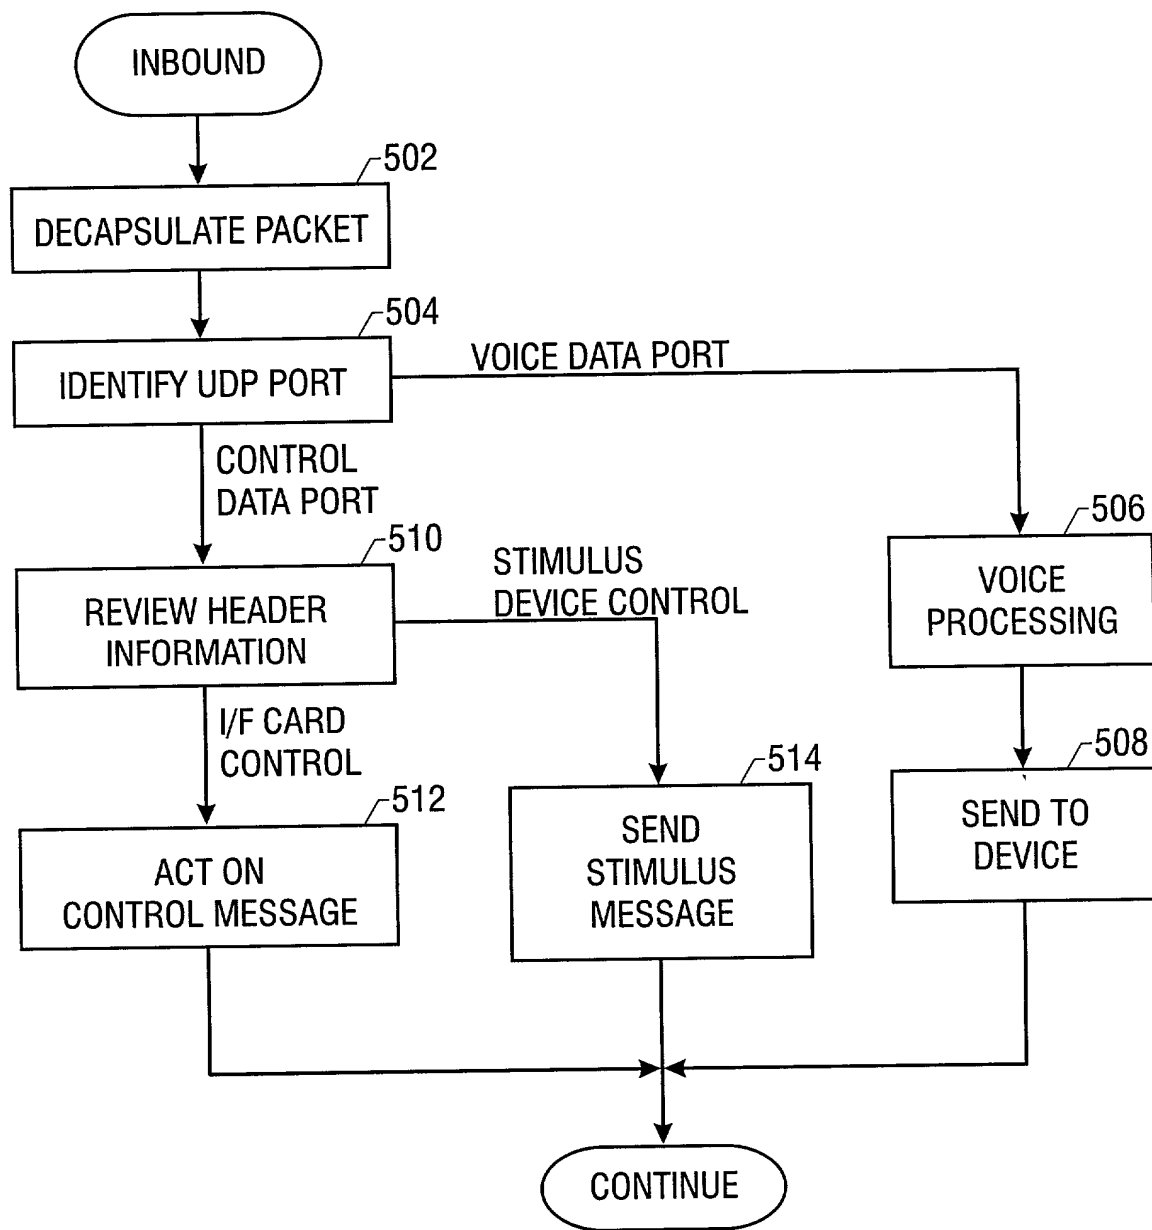 INBOUND
502
DECAPSULATE PACKET
504
IDENTIFY UDP PORT
VOICE DATA PORT
CONTROL
DATA PORT
510
REVIEW HEADER
INFORMATION
STIMULUS
DEVICE CONTROL
506
VOICE
PROCESSING
I/F CARD
CONTROL
512
ACT ON
CONTROL MESSAGE
514
SEND
STIMULUS
MESSAGE
508
SEND TO
DEVICE
CONTINUE